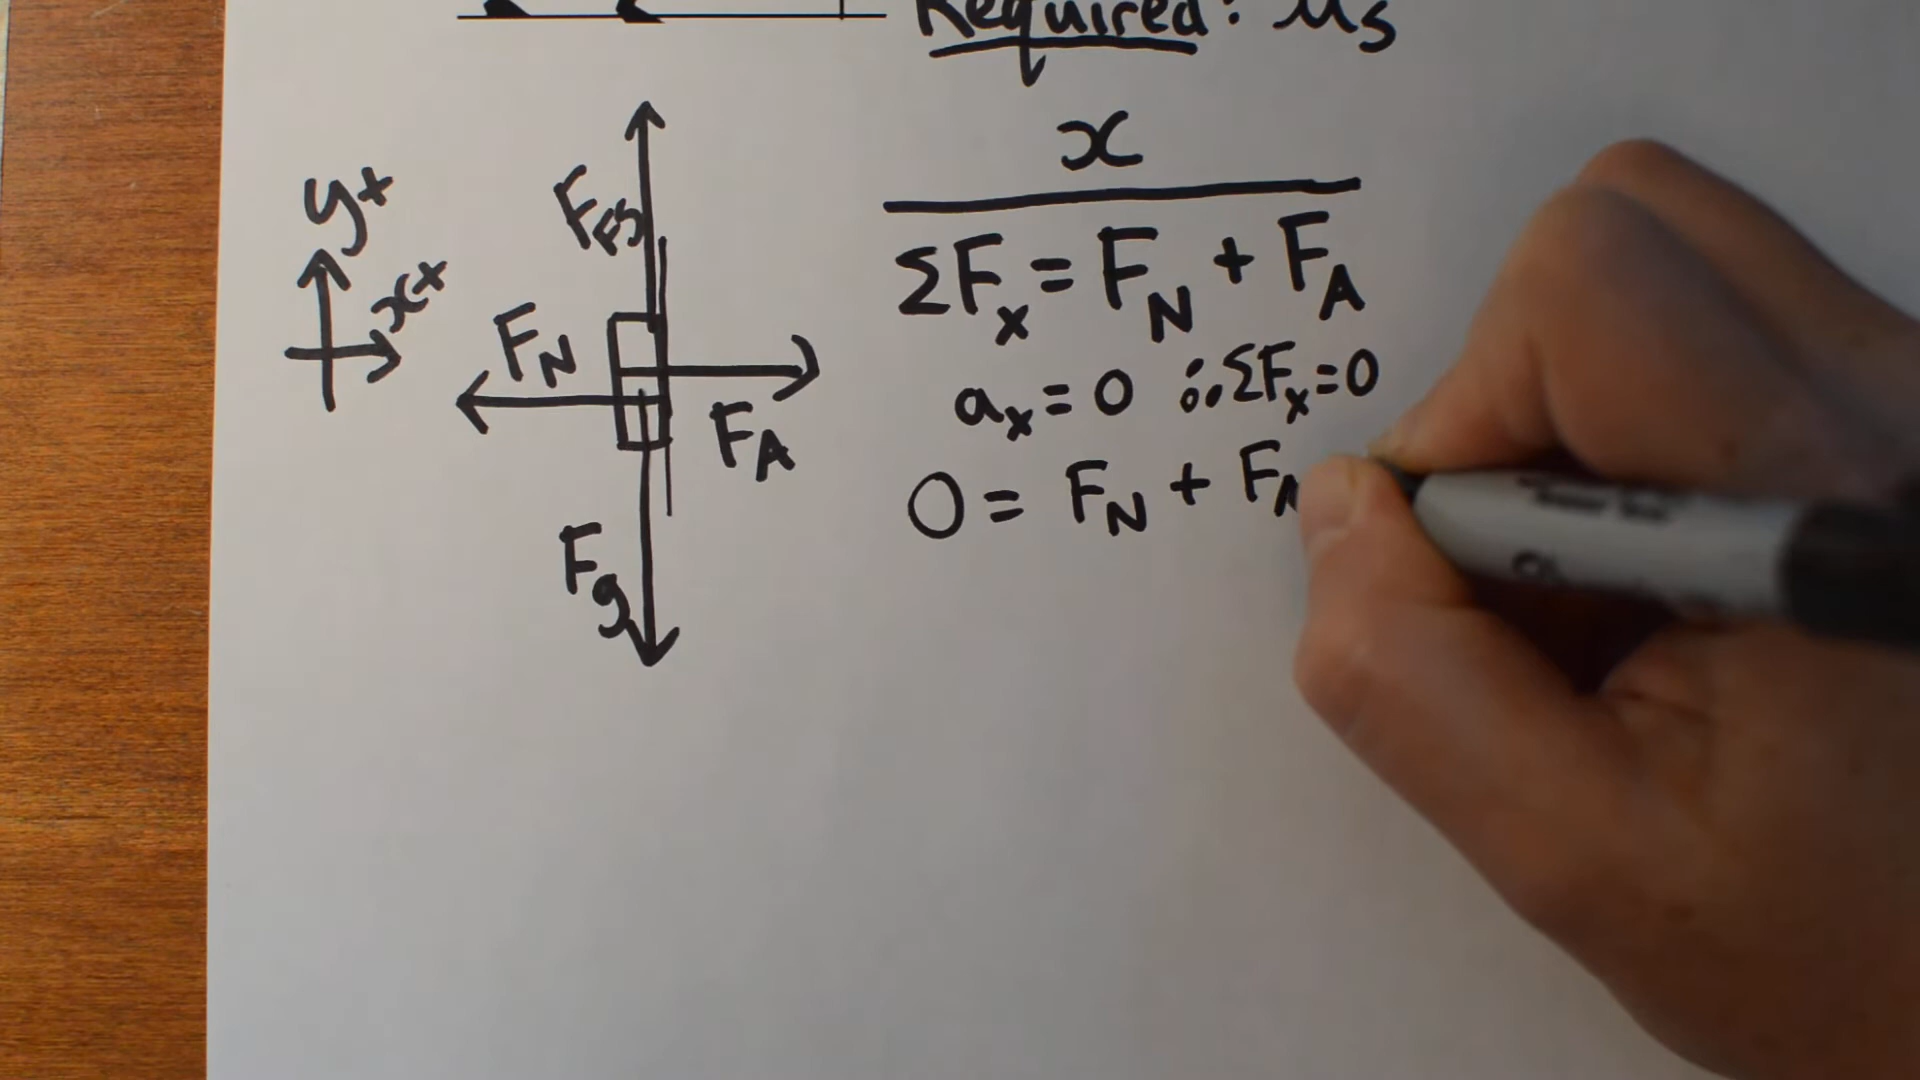 Required: μs
x
y+
x+
F_FS
F_N
F_A
F_g
ΣF_x = F_N + F_A
a_x = 0 ∴ ΣF_x = 0
0 = F_N + F_A